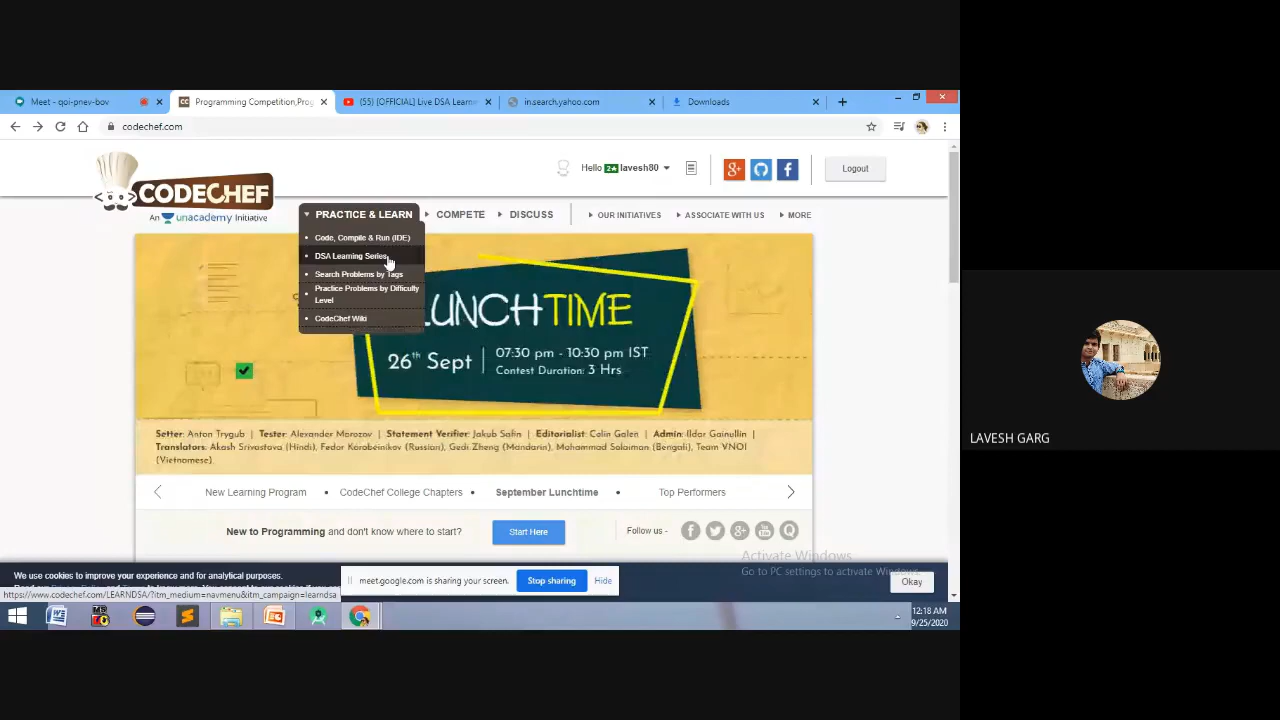 Meet - qoi-pnev-bov
Programming Competition,Prog
(55) [OFFICIAL] Live DSA Learni
in.search.yahoo.com
Downloads
codechef.com
CODECHEF
An unacademy Initiative
Hello 2★ lavesh80
Logout
PRACTICE & LEARN
COMPETE
DISCUSS
OUR INITIATIVES
ASSOCIATE WITH US
MORE
Code, Compile & Run (IDE)
DSA Learning Series
Search Problems by Tags
Practice Problems by Difficulty
Level
CodeChef Wiki
LUNCHTIME
26th Sept
07:30 pm - 10:30 pm IST
Contest Duration: 3 Hrs
Setter: Anton Trygub | Tester: Alexander Morozov | Statement Verifier: Jakub Safin | Editorialist: Colin Galen | Admin: Ildar Gainullin |
Translators: Akash Srivastava (Hindi), Fedor Korobeinikov (Russian), Gedi Zheng (Mandarin), Mohammad Solaiman (Bengali), Team VNOI
(Vietnamese)
New Learning Program • CodeChef College Chapters • September Lunchtime • Top Performers
New to Programming and don't know where to start?
Start Here
Follow us -
Activate Windows
Go to PC settings to activate Windows.
We use cookies to improve your experience and for analytical purposes.
Okay
meet.google.com is sharing your screen.
Stop sharing
Hide
https://www.codechef.com/LEARNDSA/?itm_medium=navmenu&itm_campaign=learndsa
12:18 AM
9/25/2020
LAVESH GARG